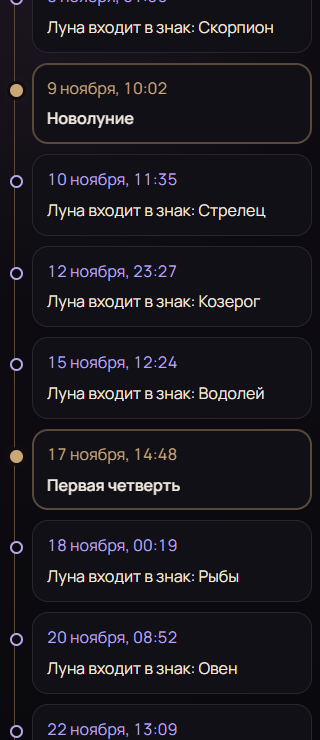 Луна входит в знак: Скорпион
9 ноября, 10:02
Новолуние
10 ноября, 11:35
Луна входит в знак: Стрелец
12 ноября, 23:27
Луна входит в знак: Козерог
15 ноября, 12:24
Луна входит в знак: Водолей
17 ноября, 14:48
Первая четверть
18 ноября, 00:19
Луна входит в знак: Рыбы
20 ноября, 08:52
Луна входит в знак: Овен
22 ноября, 13:09